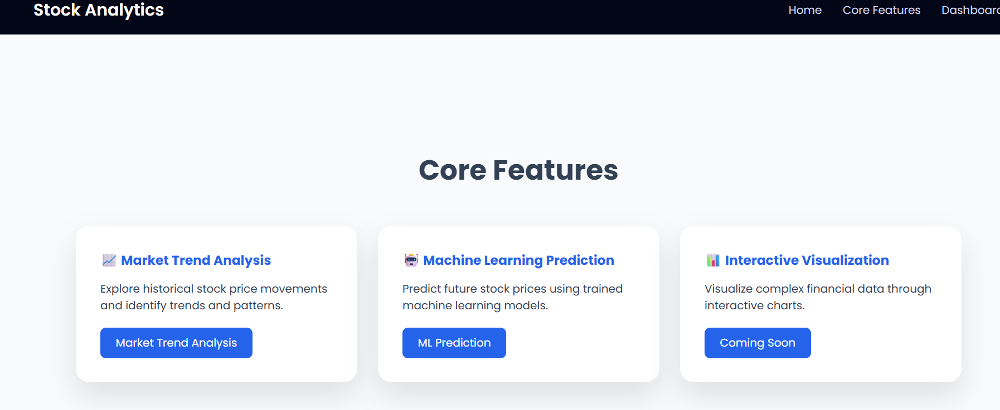 Stock Analytics
Home
Core Features
Core Features
📈 Market Trend Analysis
Explore historical stock price movements
and identify trends and patterns.
Market Trend Analysis
🤖 Machine Learning Prediction
Predict future stock prices using trained
machine learning models.
ML Prediction
📊 Interactive Visualization
Visualize complex financial data through
interactive charts.
Coming Soon